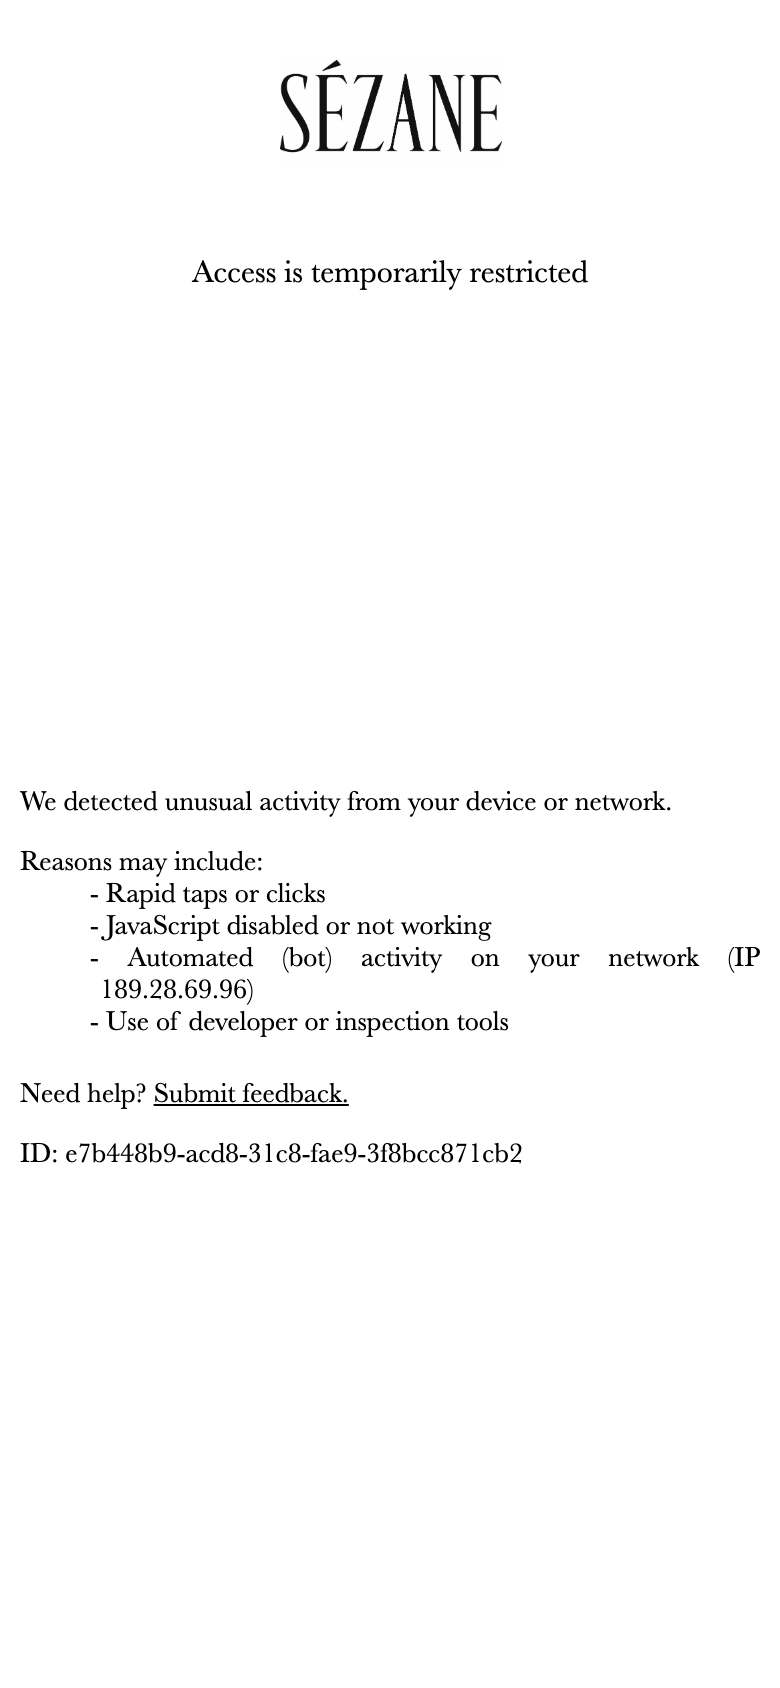 SÉZANE
Access is temporarily restricted
We detected unusual activity from your device or network.
Reasons may include:
- Rapid taps or clicks
- JavaScript disabled or not working
- Automated (bot) activity on your network (IP
189.28.69.96)
- Use of developer or inspection tools
Need help? Submit feedback.
ID: e7b448b9-acd8-31c8-fae9-3f8bcc871cb2